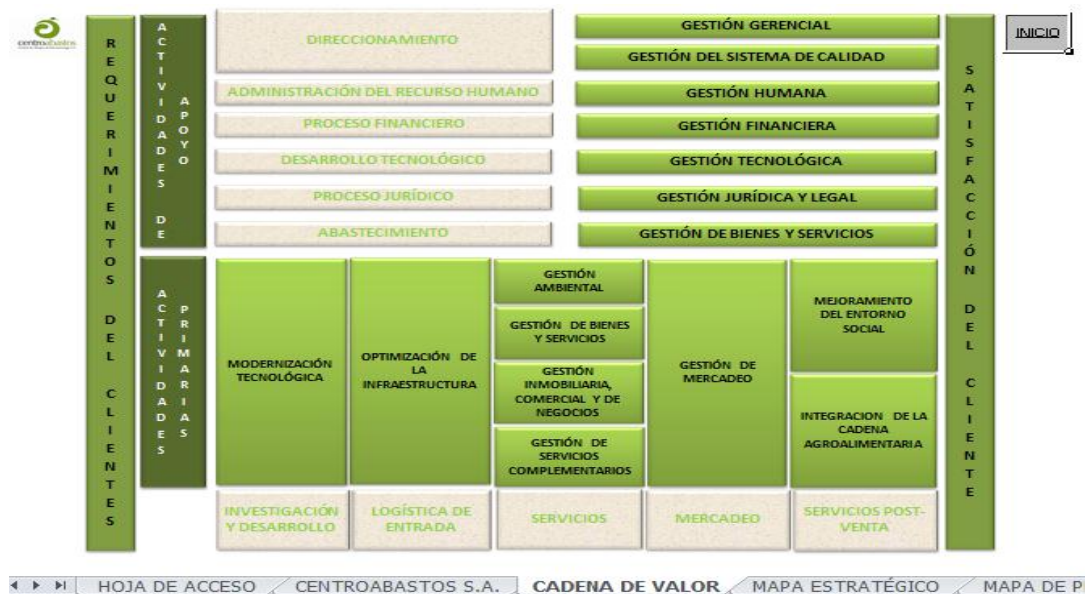 centroabastos
REQUERIMIENTOS DEL CLIENTES
ACTIVIDADES DE
APOYO
DIRECCIONAMIENTO
GESTIÓN GERENCIAL
GESTIÓN DEL SISTEMA DE CALIDAD
ADMINISTRACIÓN DEL RECURSO HUMANO
GESTIÓN HUMANA
PROCESO FINANCIERO
GESTIÓN FINANCIERA
DESARROLLO TECNOLÓGICO
GESTIÓN TECNOLÓGICA
PROCESO JURÍDICO
GESTIÓN JURÍDICA Y LEGAL
ABASTECIMIENTO
GESTIÓN DE BIENES Y SERVICIOS
SATISFACCIÓN DEL CLIENTE
INICIO
ACTIVIDADES
PRIMARIAS
MODERNIZACIÓN
TECNOLÓGICA
OPTIMIZACIÓN DE
LA
INFRAESTRUCTURA
GESTIÓN
AMBIENTAL
GESTIÓN DE BIENES
Y SERVICIOS
GESTIÓN
INMOBILIARIA,
COMERCIAL Y DE
NEGOCIOS
GESTIÓN DE
SERVICIOS
COMPLEMENTARIOS
GESTIÓN DE
MERCADEO
MEJORAMIENTO
DEL ENTORNO
SOCIAL
INTEGRACION DE LA
CADENA
AGROALIMENTARIA
INVESTIGACIÓN
Y DESARROLLO
LOGÍSTICA DE
ENTRADA
SERVICIOS
MERCADEO
SERVICIOS POST-
VENTA
HOJA DE ACCESO
CENTROABASTOS S.A.
CADENA DE VALOR
MAPA ESTRATÉGICO
MAPA DE P